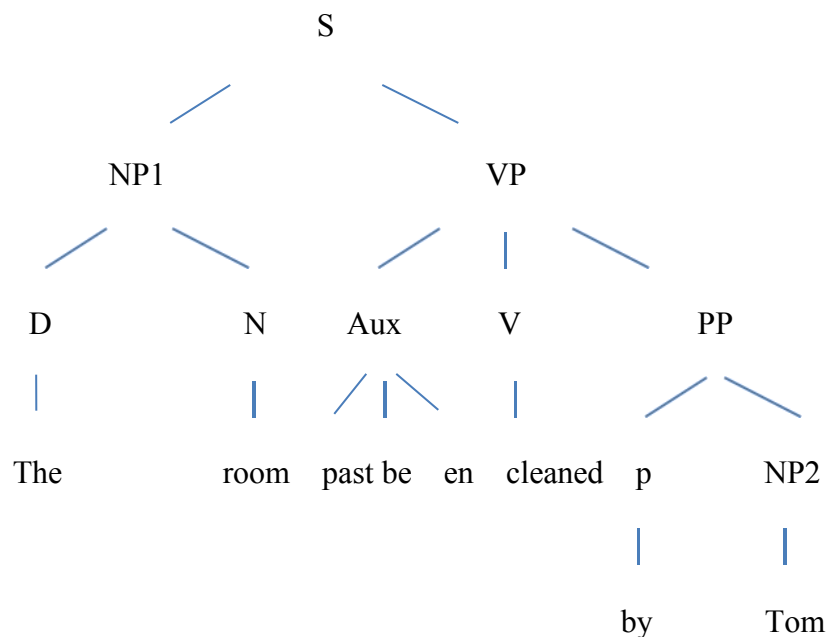 S
NP1 VP
D N Aux V PP
The room past be en cleaned p NP2
by Tom